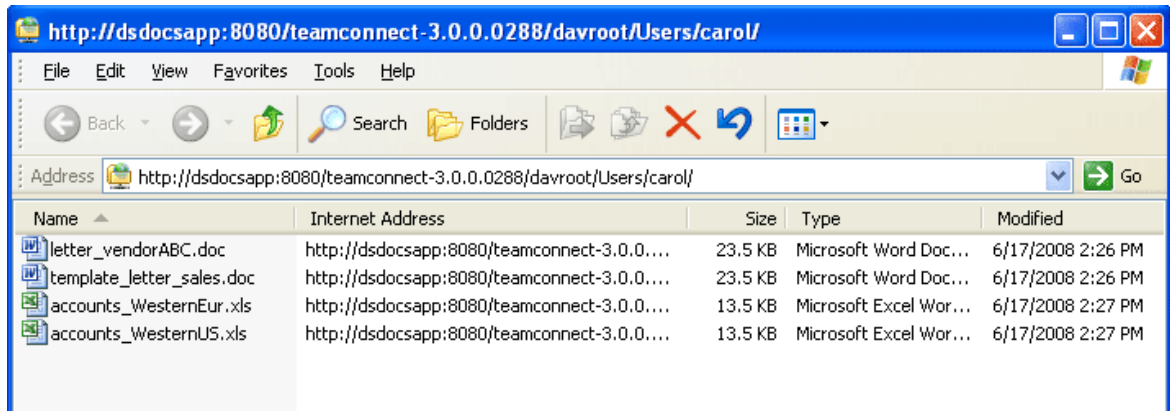 http://dsdocsapp:8080/teamconnect-3.0.0.0288/davroot/Users/carol/
File Edit View Favorites Tools Help
Back Search Folders
Address http://dsdocsapp:8080/teamconnect-3.0.0.0288/davroot/Users/carol/ Go
Name Internet Address Size Type Modified
letter_vendorABC.doc http://dsdocsapp:8080/teamconnect-3.0.0.... 23.5 KB Microsoft Word Doc... 6/17/2008 2:26 PM
template_letter_sales.doc http://dsdocsapp:8080/teamconnect-3.0.0.... 23.5 KB Microsoft Word Doc... 6/17/2008 2:26 PM
accounts_WesternEur.xls http://dsdocsapp:8080/teamconnect-3.0.0.... 13.5 KB Microsoft Excel Wor... 6/17/2008 2:27 PM
accounts_WesternUS.xls http://dsdocsapp:8080/teamconnect-3.0.0.... 13.5 KB Microsoft Excel Wor... 6/17/2008 2:27 PM